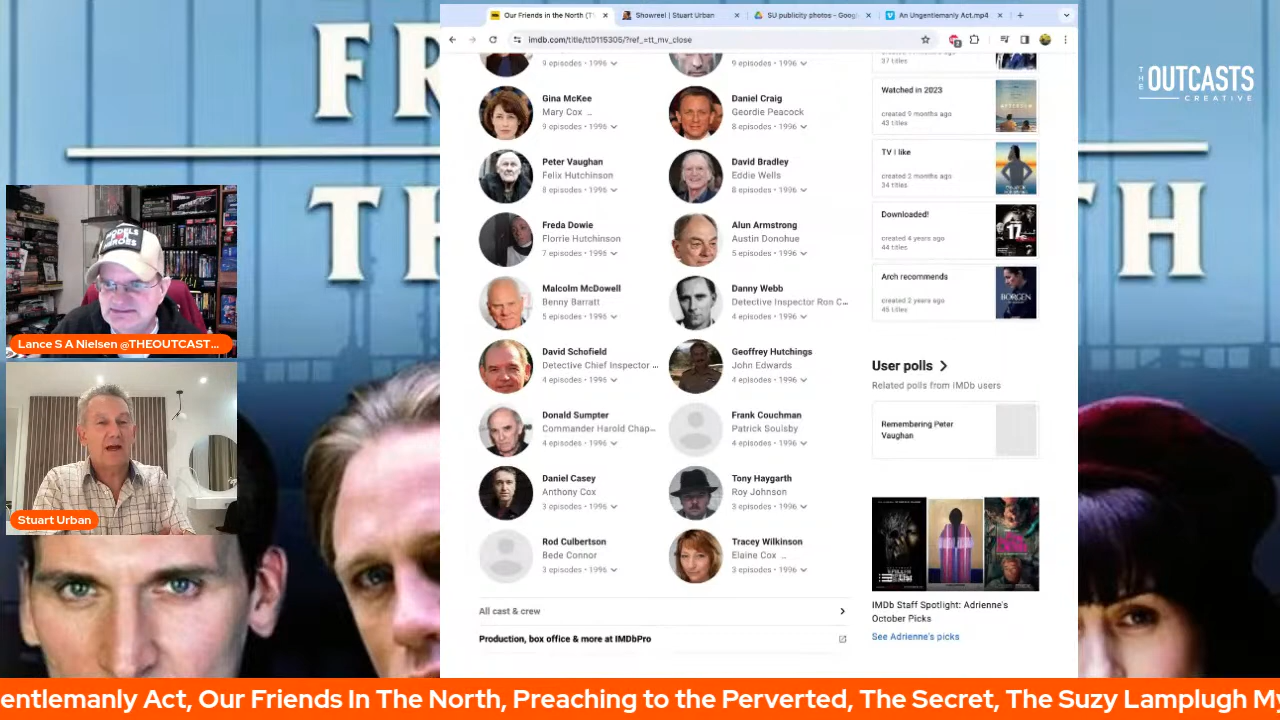 Our Friends in the North (T
Showreel | Stuart Urban
SU publicity photos - Googl
An Ungentlemanly Act.mp4
imdb.com/title/tt0115305/?ref_=tt_mv_close
FR
TH
TH
THE OUTCASTS
CREATIVE
9 episodes • 1996
9 episodes • 1996
37 titles
Gina McKee
Mary Cox ...
9 episodes • 1996
Daniel Craig
Geordie Peacock
8 episodes • 1996
Watched in 2023
created 9 months ago
43 titles
Peter Vaughan
Felix Hutchinson
8 episodes • 1996
David Bradley
Eddie Wells
8 episodes • 1996
TV I like
created 2 months ago
34 titles
Freda Dowie
Florrie Hutchinson
7 episodes • 1996
Alun Armstrong
Austin Donohue
5 episodes • 1996
Downloaded!
created 4 years ago
44 titles
17
Malcolm McDowell
Benny Barratt
5 episodes • 1996
Danny Webb
Detective Inspector Ron C...
4 episodes • 1996
Arch recommends
created 2 years ago
46 titles
BORGEN
David Schofield
Detective Chief Inspector ...
4 episodes • 1996
Geoffrey Hutchings
John Edwards
4 episodes • 1996
User polls
Related polls from IMDb users
Donald Sumpter
Commander Harold Chap...
4 episodes • 1996
Frank Couchman
Patrick Soulsby
4 episodes • 1996
Remembering Peter
Vaughan
Daniel Casey
Anthony Cox
3 episodes • 1996
Tony Haygarth
Roy Johnson
3 episodes • 1996
Rod Culbertson
Bede Connor
3 episodes • 1996
Tracey Wilkinson
Elaine Cox ...
3 episodes • 1996
IMDb Staff Spotlight: Adrienne's
October Picks
See Adrienne's picks
All cast & crew
Production, box office & more at IMDbPro
Lance S A Nielsen @THEOUTCAST...
Stuart Urban
entlemanly Act, Our Friends In The North, Preaching to the Perverted, The Secret, The Suzy Lamplugh My